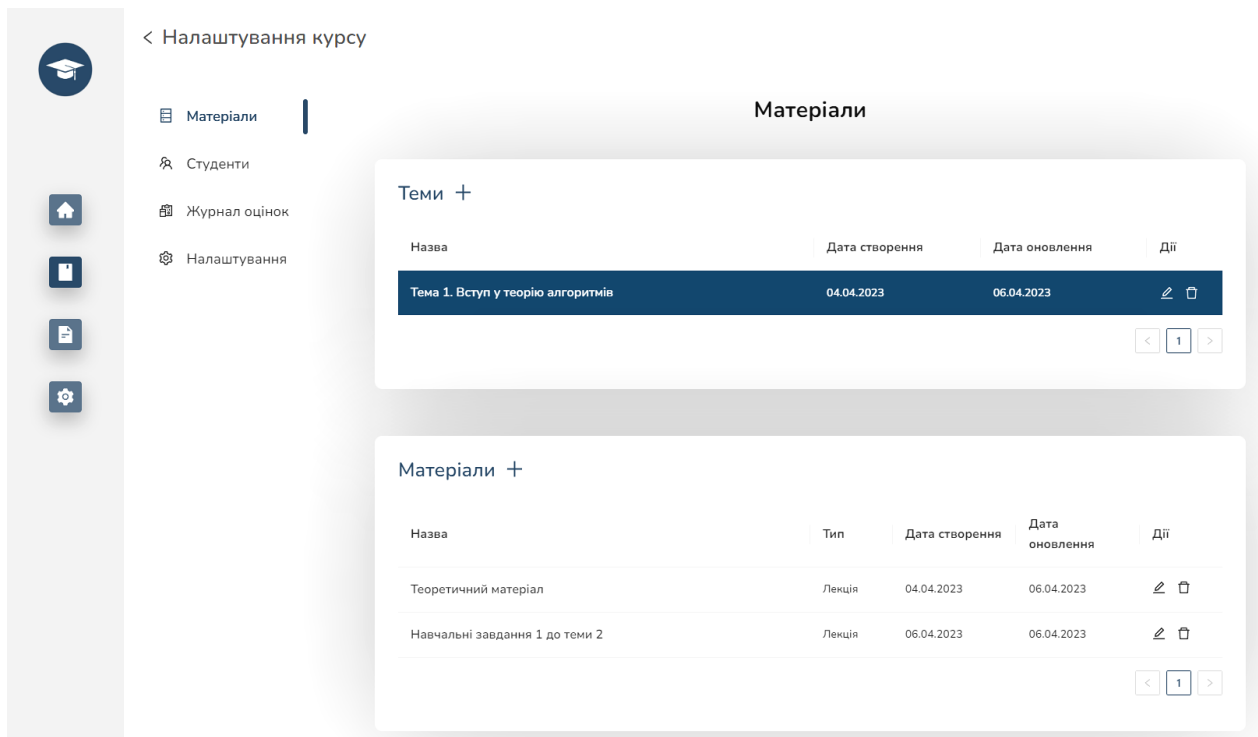 < Налаштування курсу
Матеріали
Студенти
Журнал оцінок
Налаштування
Матеріали
Теми +
Назва Дата створення Дата оновлення Дії
Тема 1. Вступ у теорію алгоритмів 04.04.2023 06.04.2023
< 1 >
Матеріали +
Назва Тип Дата створення Дата
оновлення Дії
Теоретичний матеріал Лекція 04.04.2023 06.04.2023
Навчальні завдання 1 до теми 2 Лекція 06.04.2023 06.04.2023
< 1 >